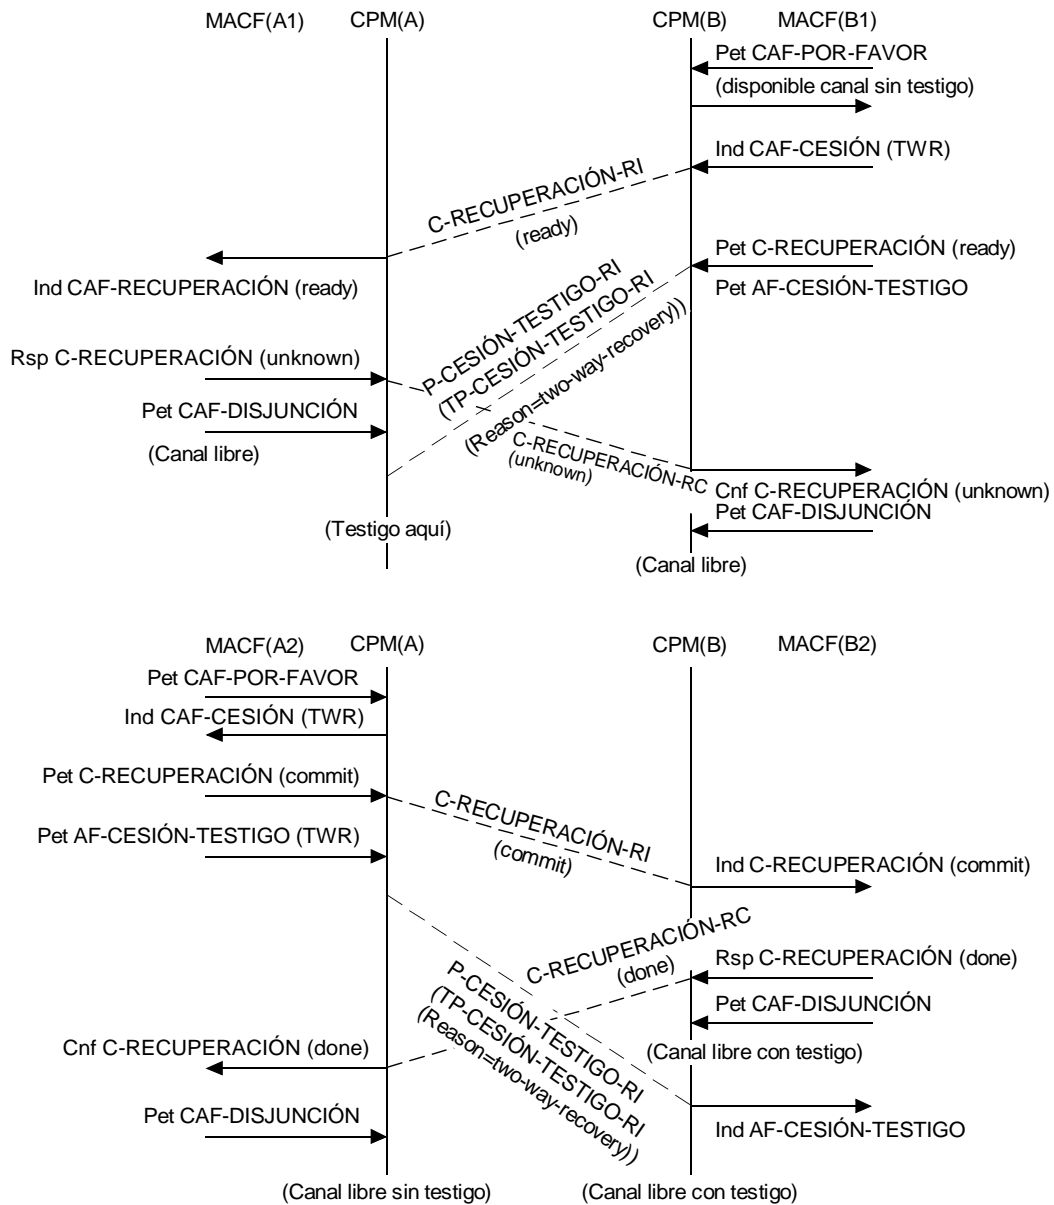 MACF(A1) CPM(A) CPM(B) MACF(B1)
Pet CAF-POR-FAVOR
(disponible canal sin testigo)
Ind CAF-CESIÓN (TWR)
C-RECUPERACIÓN-RI
(ready)
Pet C-RECUPERACIÓN (ready)
Ind CAF-RECUPERACIÓN (ready)
Pet AF-CESIÓN-TESTIGO
P-CESIÓN-TESTIGO-RI
(TP-CESIÓN-TESTIGO-RI
(Reason=two-way-recovery))
Rsp C-RECUPERACIÓN (unknown)
Pet CAF-DISJUNCIÓN
(Canal libre)
C-RECUPERACIÓN-RC
(unknown)
Cnf C-RECUPERACIÓN (unknown)
Pet CAF-DISJUNCIÓN
(Testigo aquí)
(Canal libre)
MACF(A2) CPM(A) CPM(B) MACF(B2)
Pet CAF-POR-FAVOR
Ind CAF-CESIÓN (TWR)
Pet C-RECUPERACIÓN (commit)
C-RECUPERACIÓN-RI
(commit)
Pet AF-CESIÓN-TESTIGO (TWR)
Ind C-RECUPERACIÓN (commit)
C-RECUPERACIÓN-RC
(done)
Rsp C-RECUPERACIÓN (done)
P-CESIÓN-TESTIGO-RI
(TP-CESIÓN-TESTIGO-RI
(Reason=two-way-recovery))
Pet CAF-DISJUNCIÓN
(Canal libre con testigo)
Cnf C-RECUPERACIÓN (done)
Pet CAF-DISJUNCIÓN
Ind AF-CESIÓN-TESTIGO
(Canal libre sin testigo) (Canal libre con testigo)